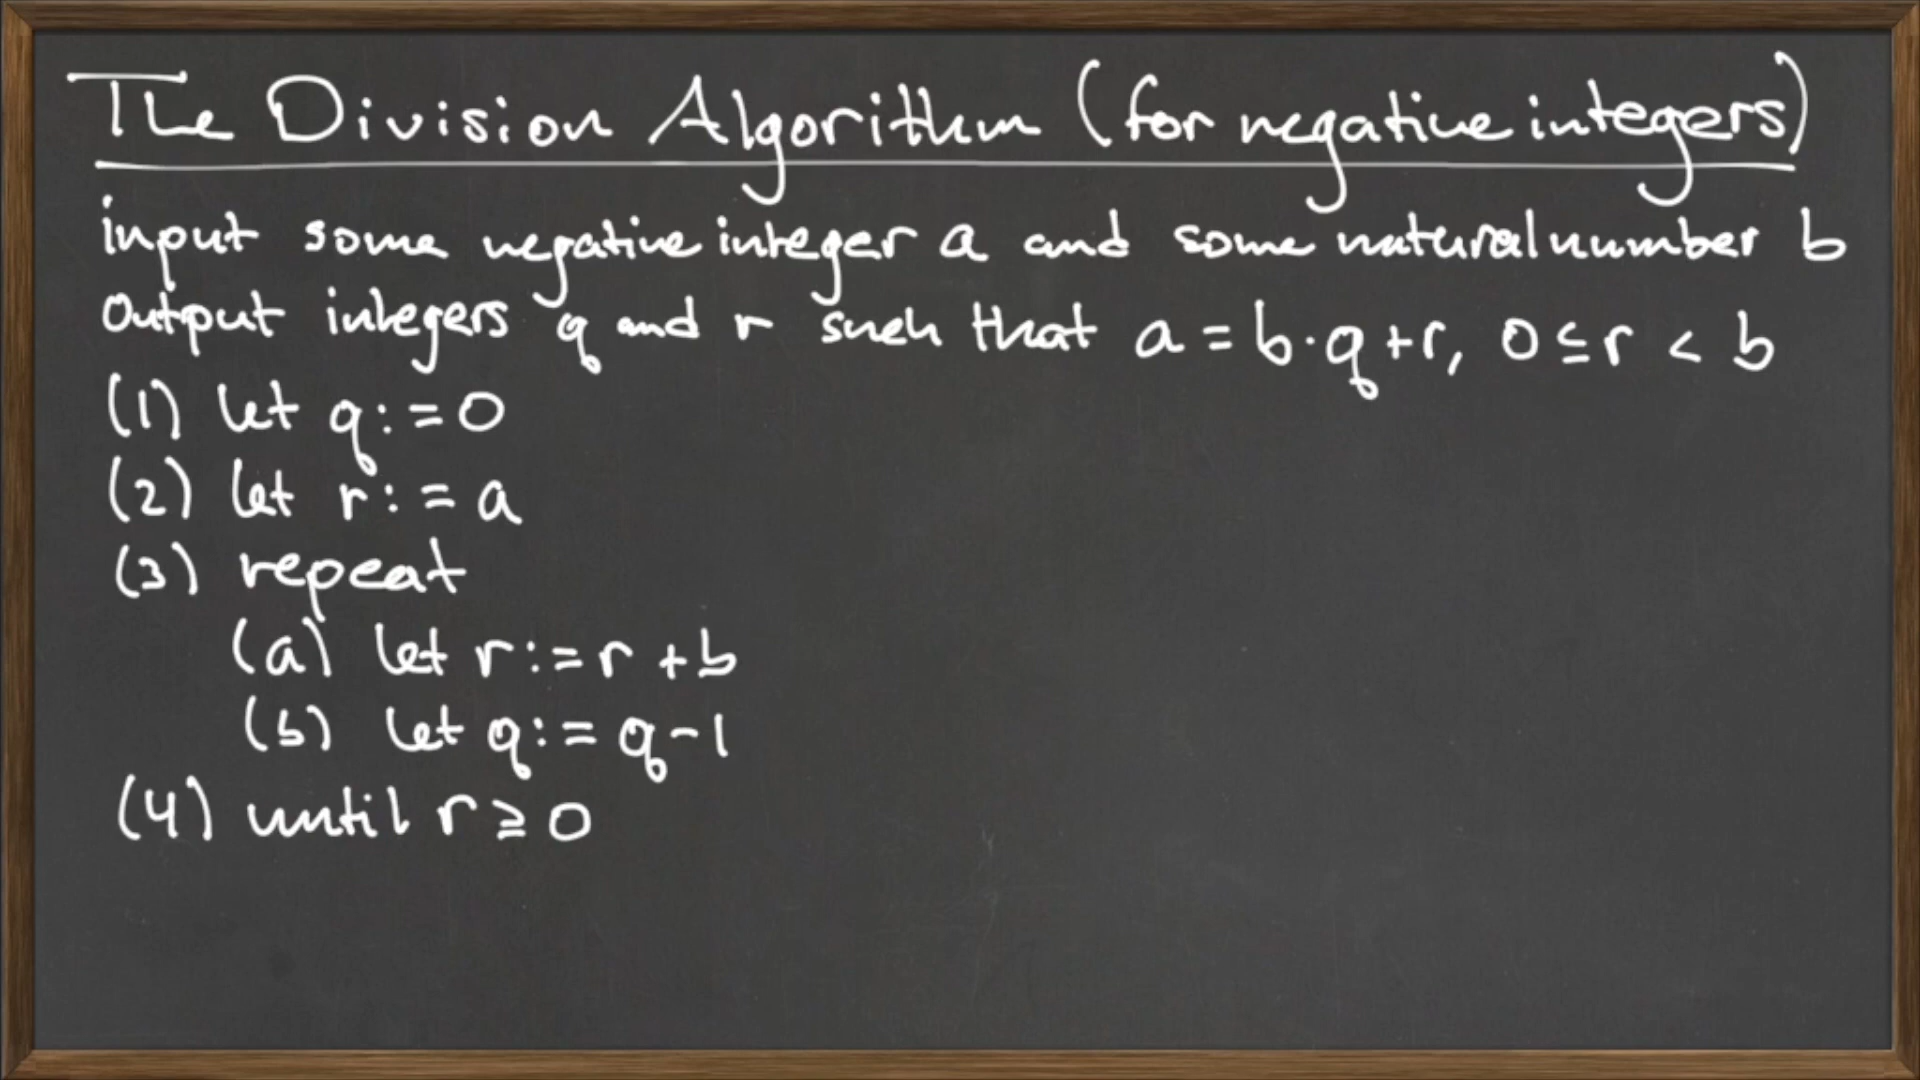 The Division Algorithm (for negative integers)
input some negative integer a and some natural number b
Output integers q and r such that a = b·q+r, 0≤r < b
(1) let q:=0
(2) let r:=a
(3) repeat
(a) let r:=r+b
(b) let q:=q-1
(4) until r≥0